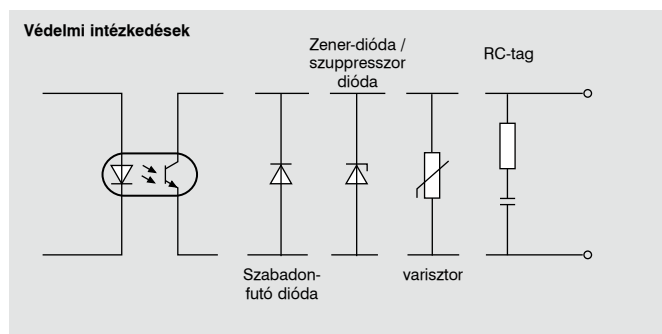 Védelmi intézkedések
Zener-dióda /
szuppresszor
dióda
RC-tag
Szabadon-
futó dióda
varisztor